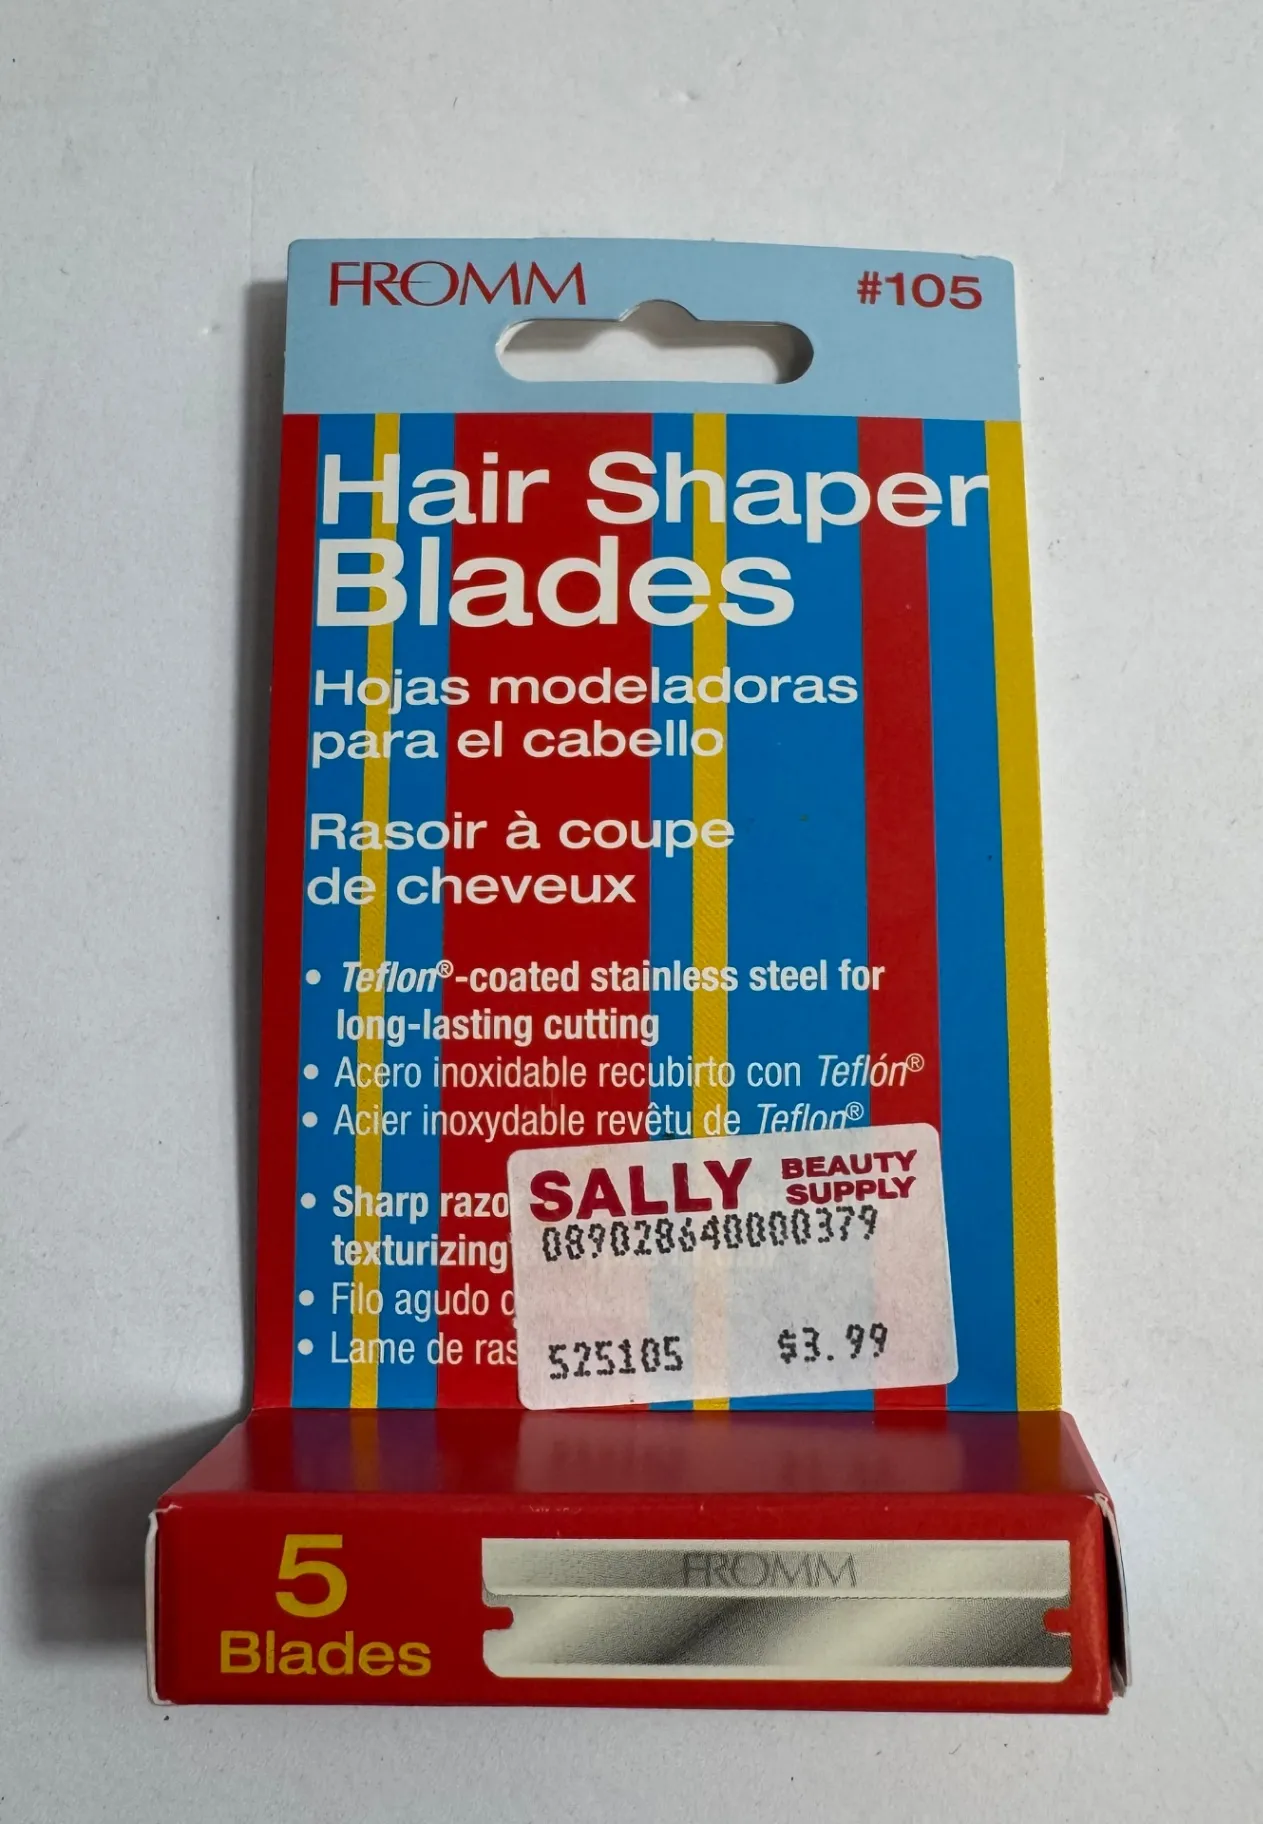 FROMM
#105
Hair Shaper
Blades
Hojas modeladoras
para el cabello
Rasoir à coupe
de cheveux
• Teflon®-coated stainless steel for
long-lasting cutting
• Acero inoxidable recubirto con Teflón®
• Acier inoxydable revêtu de Teflon®
• Sharp razo
texturizing
• Filo agudo
• Lame de ras
SALLY BEAUTY
SUPPLY
089028640000379
525105 $3.99
5
Blades
FROMM